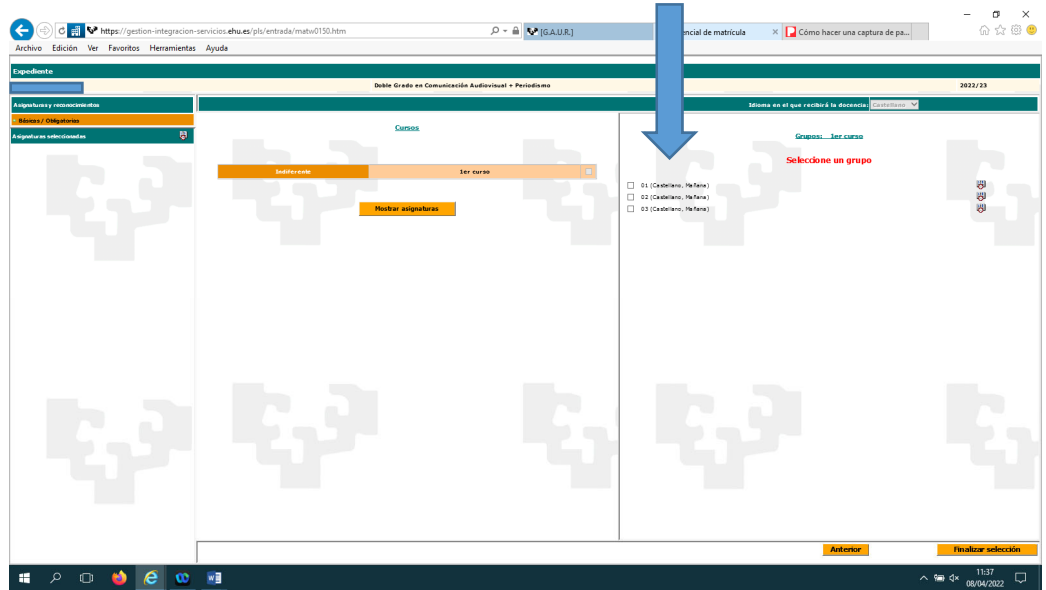 https://gestion-integracion-servicios.ehu.es/pls/entrada/matw0150.htm
[G.A.U.R.]
encial de matrícula
Cómo hacer una captura de pa...
Archivo Edición Ver Favoritos Herramientas Ayuda
Expediente
Doble Grado en Comunicación Audiovisual + Periodismo
2022/23
Asignaturas y reconocimientos
Idioma en el que recibirá la docencia: Castellano
Básicas / Obligatorias
Asignaturas seleccionadas
Cursos
Indiferente
1er curso
Mostrar asignaturas
Grupos: 1er curso
Seleccione un grupo
01 (Castellano, Mañana)
02 (Castellano, Mañana)
03 (Castellano, Mañana)
Anterior
Finalizar selección
11:37
08/04/2022